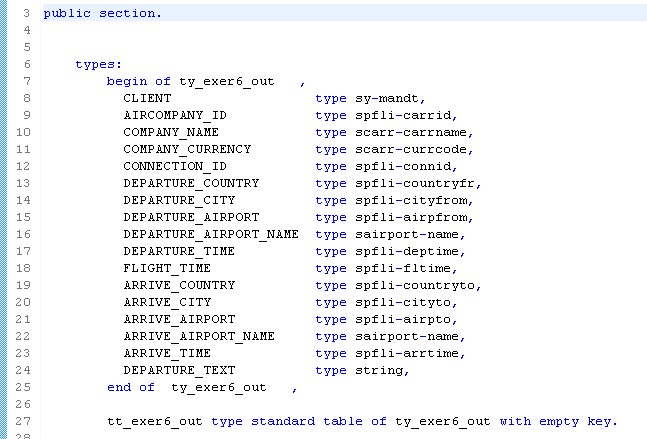 3 public section.
4
5
6 types:
7 begin of ty_exer6_out ,
8 CLIENT type sy-mandt,
9 AIRCOMPANY_ID type spfli-carrid,
10 COMPANY_NAME type scarr-carrname,
11 COMPANY_CURRENCY type scarr-currcode,
12 CONNECTION_ID type spfli-connid,
13 DEPARTURE_COUNTRY type spfli-countryfr,
14 DEPARTURE_CITY type spfli-cityfrom,
15 DEPARTURE_AIRPORT type spfli-airpfrom,
16 DEPARTURE_AIRPORT_NAME type sairport-name,
17 DEPARTURE_TIME type spfli-deptime,
18 FLIGHT_TIME type spfli-fltime,
19 ARRIVE_COUNTRY type spfli-countryto,
20 ARRIVE_CITY type spfli-cityto,
21 ARRIVE_AIRPORT type spfli-airpto,
22 ARRIVE_AIRPORT_NAME type sairport-name,
23 ARRIVE_TIME type spfli-arrtime,
24 DEPARTURE_TEXT type string,
25 end of ty_exer6_out ,
26
27 tt_exer6_out type standard table of ty_exer6_out with empty key.
28